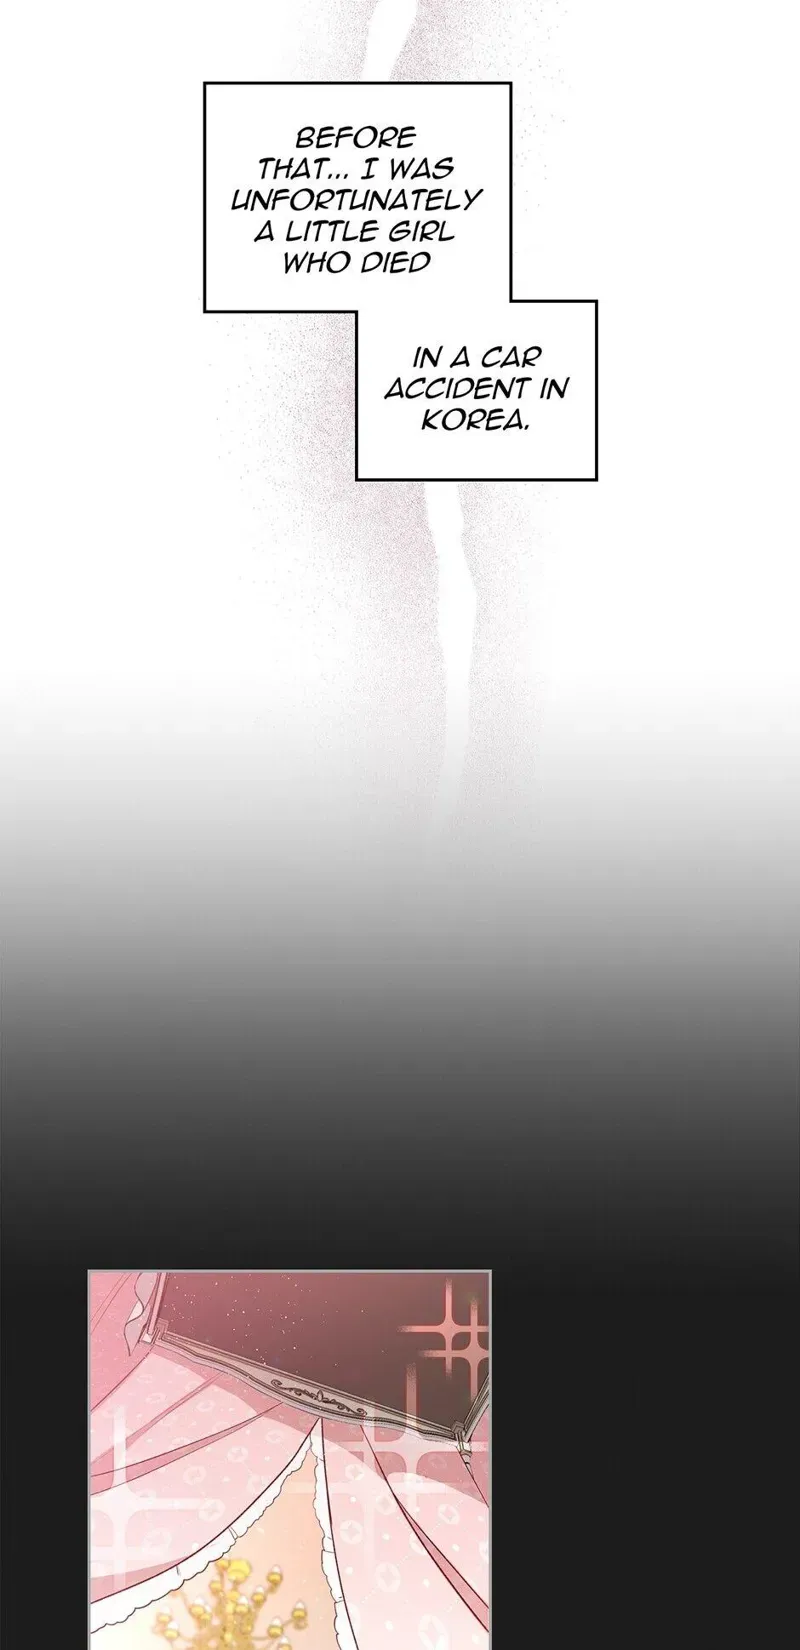 BEFORE
THAT... I WAS
UNFORTUNATELY
A LITTLE GIRL
WHO DIED
IN A CAR
ACCIDENT IN
KOREA.